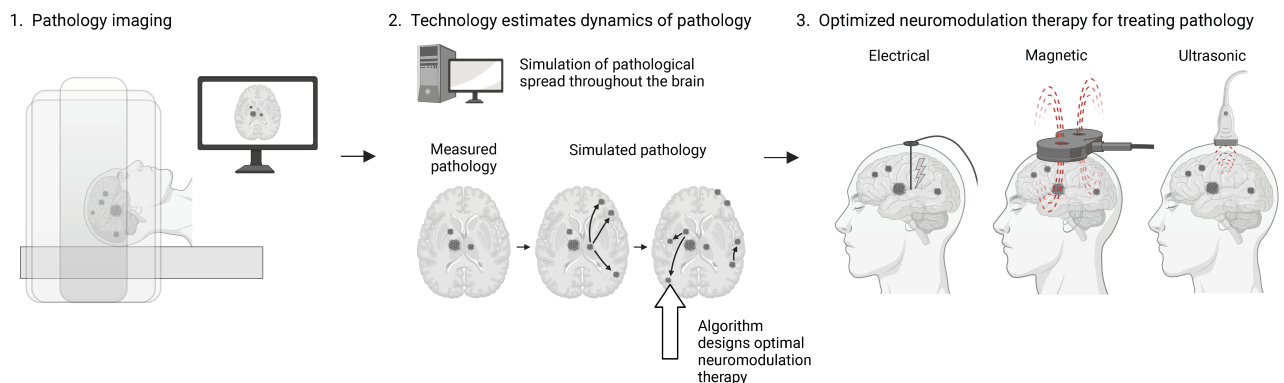 1. Pathology imaging
2. Technology estimates dynamics of pathology
Simulation of pathological
spread throughout the brain
Measured
pathology
Simulated pathology
Algorithm
designs optimal
neuromodulation
therapy
3. Optimized neuromodulation therapy for treating pathology
Electrical
Magnetic
Ultrasonic